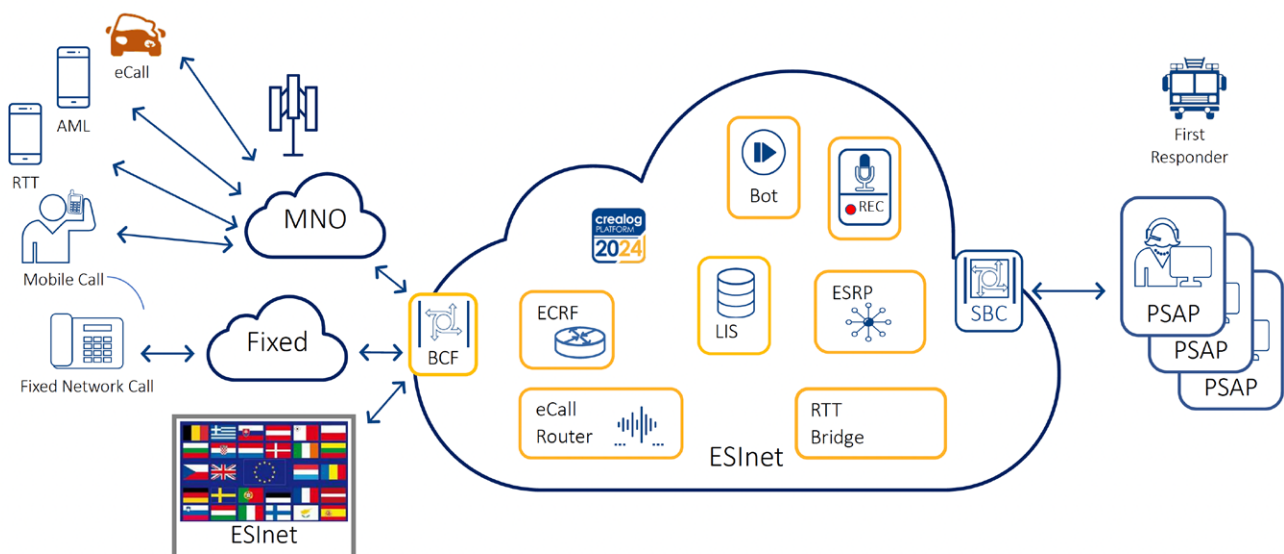 eCall
AML
RTT
Mobile Call
Fixed Network Call
MNO
Fixed
ESInet
BCF
crealog
PLATFORM
2024
Bot
REC
ECRF
LIS
ESRP
eCall
Router
RTT
Bridge
ESInet
SBC
First
Responder
PSAP
PSAP
PSAP